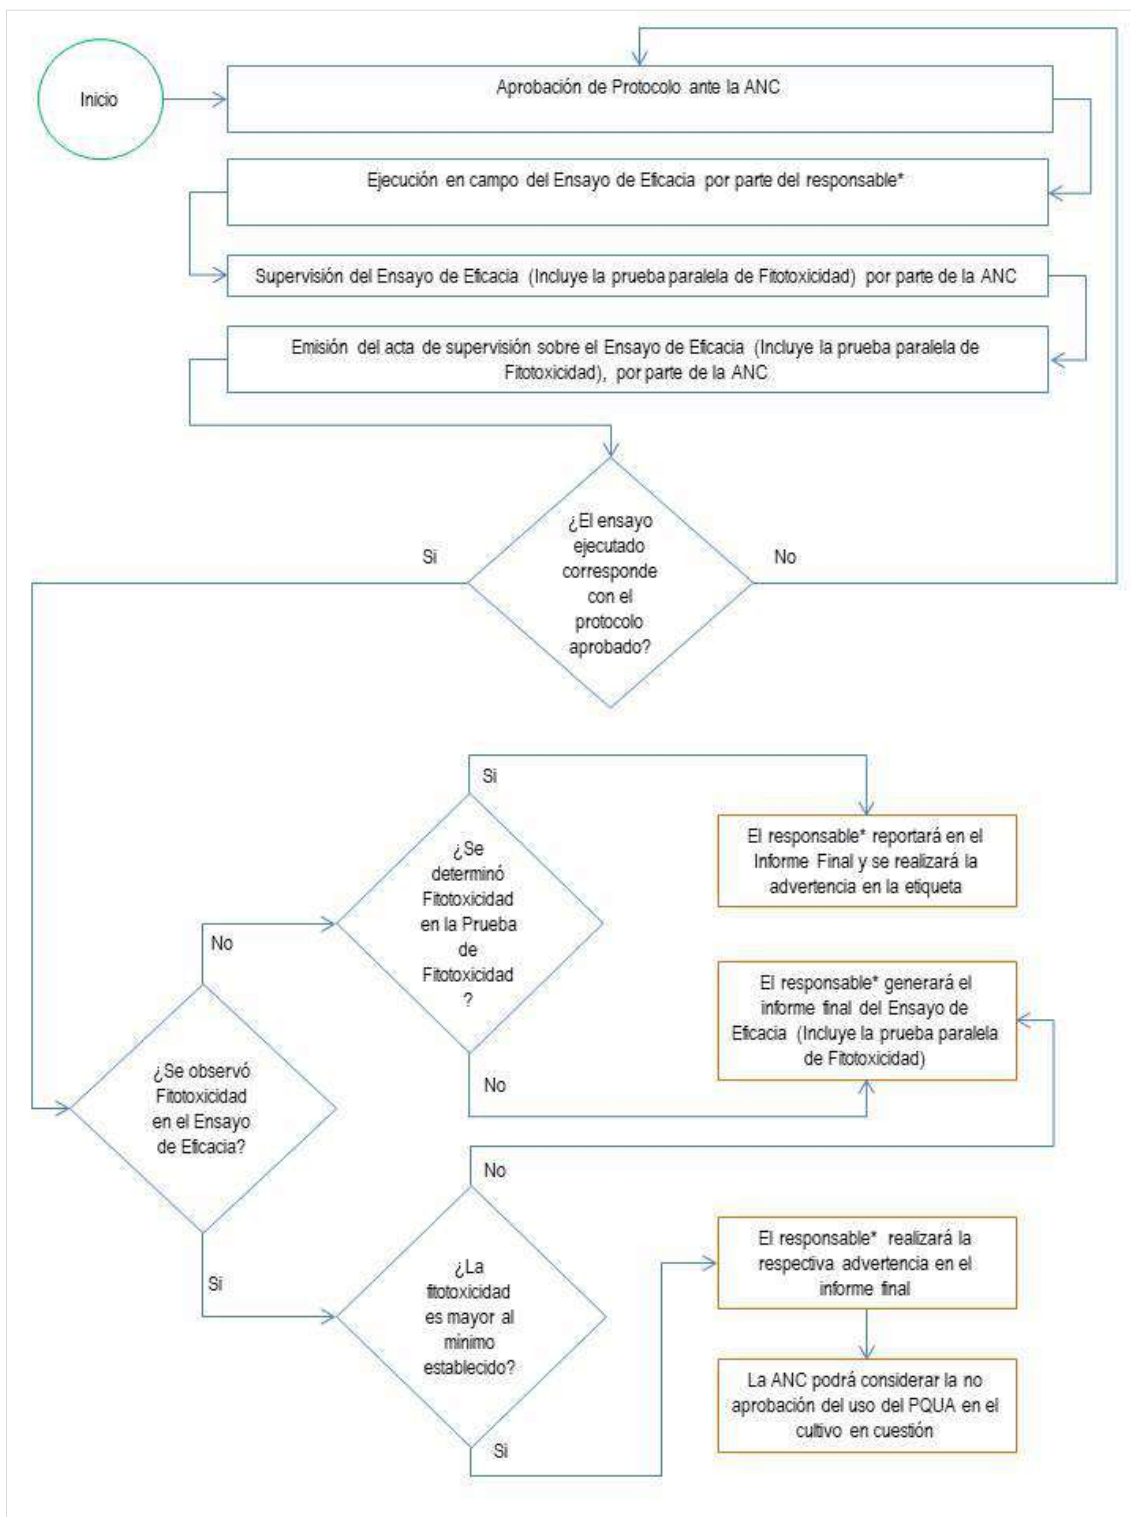 Inicio
Aprobación de Protocolo ante la ANC
Ejecución en campo del Ensayo de Eficacia por parte del responsable*
Supervisión del Ensayo de Eficacia (Incluye la prueba paralela de Fitotoxicidad) por parte de la ANC
Emisión del acta de supervisión sobre el Ensayo de Eficacia (Incluye la prueba paralela de
Fitotoxicidad), por parte de la ANC
¿El ensayo
ejecutado
corresponde
con el
protocolo
aprobado?
Si
No
Si
¿Se
determinó
Fitotoxicidad
en la Prueba
de
Fitotoxicidad
?
El responsable* reportará en el
Informe Final y se realizará la
advertencia en la etiqueta
No
El responsable* generará el
informe final del Ensayo de
Eficacia (Incluye la prueba paralela
de Fitotoxicidad)
No
¿Se observó
Fitotoxicidad
en el Ensayo
de Eficacia?
No
Si
¿La
fitotoxicidad
es mayor al
mínimo
establecido?
El responsable* realizará la
respectiva advertencia en el
informe final
La ANC podrá considerar la no
aprobación del uso del PQUA en el
cultivo en cuestión
Si